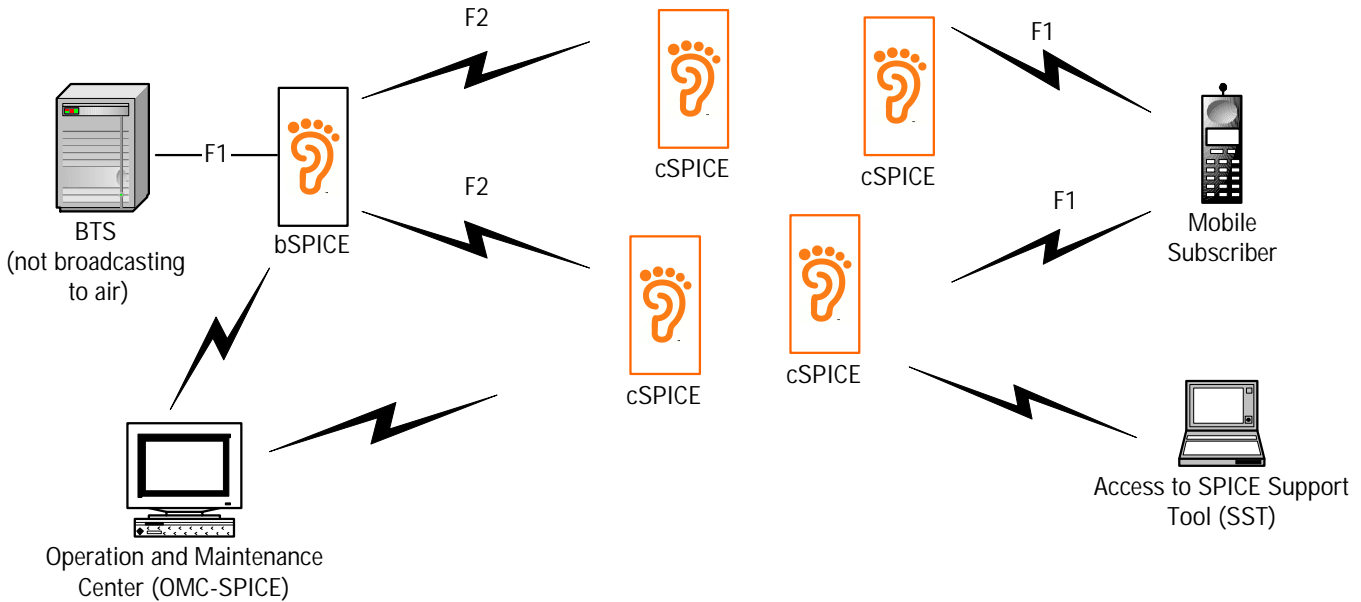 F2
F1
cSPICE
cSPICE
F1
bSPICE
F2
F1
BTS
(not broadcasting
to air)
Mobile
Subscriber
cSPICE
cSPICE
Operation and Maintenance
Center (OMC-SPICE)
Access to SPICE Support
Tool (SST)